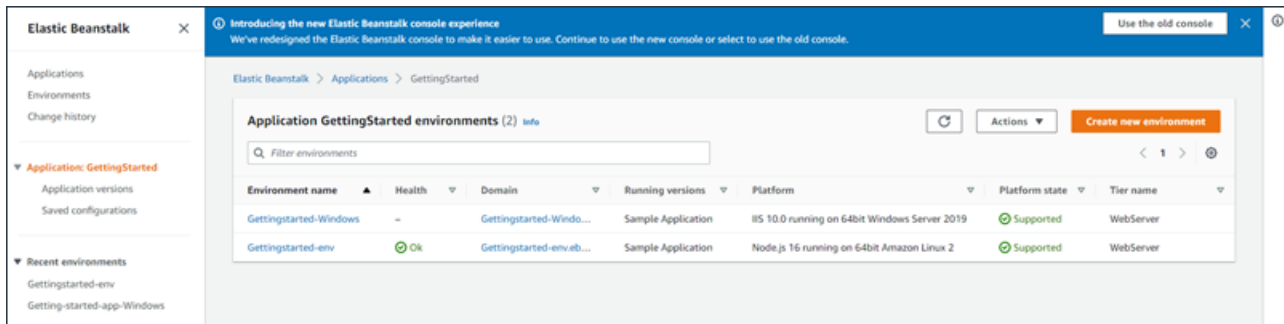 Elastic Beanstalk
Applications
Environments
Change history
Application: GettingStarted
Application versions
Saved configurations
Recent environments
Gettingstarted-env
Getting-started-app-Windows
Introducing the new Elastic Beanstalk console experience
We've redesigned the Elastic Beanstalk console to make it easier to use. Continue to use the new console or select to use the old console.
Use the old console
Elastic Beanstalk > Applications > GettingStarted
Application GettingStarted environments (2) Info
Actions
Create new environment
Filter environments
< 1 >
Environment name Health Domain Running versions Platform Platform state Tier name
Gettingstarted-Windows – Gettingstarted-Windo... Sample Application IIS 10.0 running on 64bit Windows Server 2019 Supported WebServer
Gettingstarted-env Ok Gettingstarted-env.eb... Sample Application Node.js 16 running on 64bit Amazon Linux 2 Supported WebServer